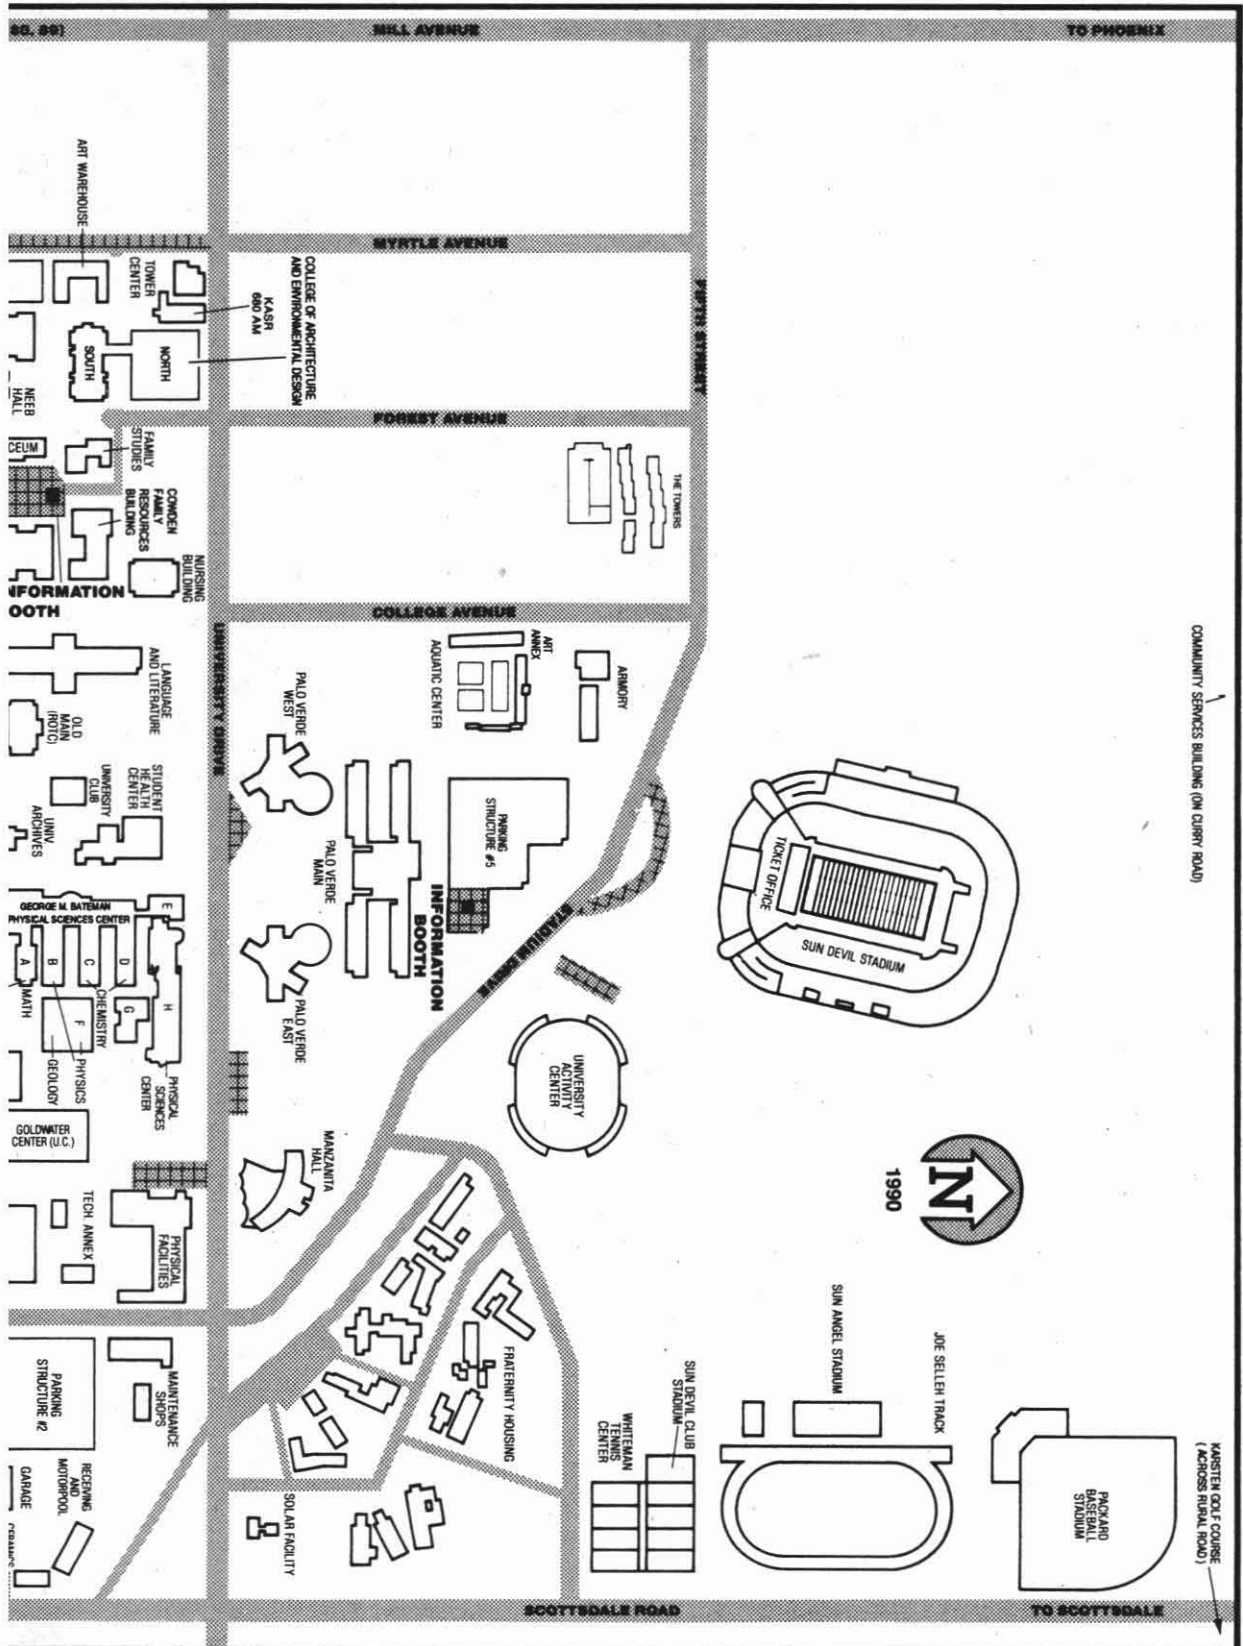 80, 89)
MILL AVENUE
TO PHOENIX
ART WAREHOUSE
MYRTLE AVENUE
TOWER
CENTER
KASR
680 AM
COLLEGE OF ARCHITECTURE
AND ENVIRONMENTAL DESIGN
NORTH
SOUTH
FIFTH STREET
NEEB
HALL
FOREST AVENUE
CEUM
FAMILY
STUDIES
THE TOWERS
COWDEN
FAMILY
RESOURCES
BUILDING
NURSING
BUILDING
NFORMATION
OOTH
COLLEGE AVENUE
UNIVERSITY DRIVE
COMMUNITY SERVICES BUILDING (ON CURRY ROAD)
LANGUAGE
AND LITERATURE
OLD
MAIN
(ROTC)
PALO VERDE
WEST
AQUATIC CENTER
ART
ANNEX
ARMORY
STUDENT
HEALTH
CENTER
UNIVERSITY
CLUB
UNIV.
ARCHIVES
PALO VERDE
MAIN
PARKING
STRUCTURE #5
INFORMATION
BOOTH
STADIUM DRIVE
TICKET OFFICE
SUN DEVIL STADIUM
GEORGE M. BATEMAN
PHYSICAL SCIENCES CENTER
E
A
B
C
D
H
MATH
CHEMISTRY
G
F
PHYSICS
GEOLOGY
PHYSICAL
SCIENCES
CENTER
PALO VERDE
EAST
UNIVERSITY
ACTIVITY
CENTER
GOLDWATER
CENTER (U.C.)
MANZANITA
HALL
N
1990
TECH. ANNEX
PHYSICAL
FACILITIES
PARKING
STRUCTURE #2
MAINTENANCE
SHOPS
FRATERNITY HOUSING
SUN DEVIL CLUB
STADIUM
WHITEMAN
TENNIS
CENTER
SUN ANGEL STADIUM
JOE SELLEH TRACK
PACKARD
BASEBALL
STADIUM
KARSTEN GOLF COURSE
(ACROSS RURAL ROAD)
RECEIVING
AND
MOTORPOOL
GARAGE
SOLAR FACILITY
CERAMICS
SCOTTSDALE ROAD
TO SCOTTSDALE